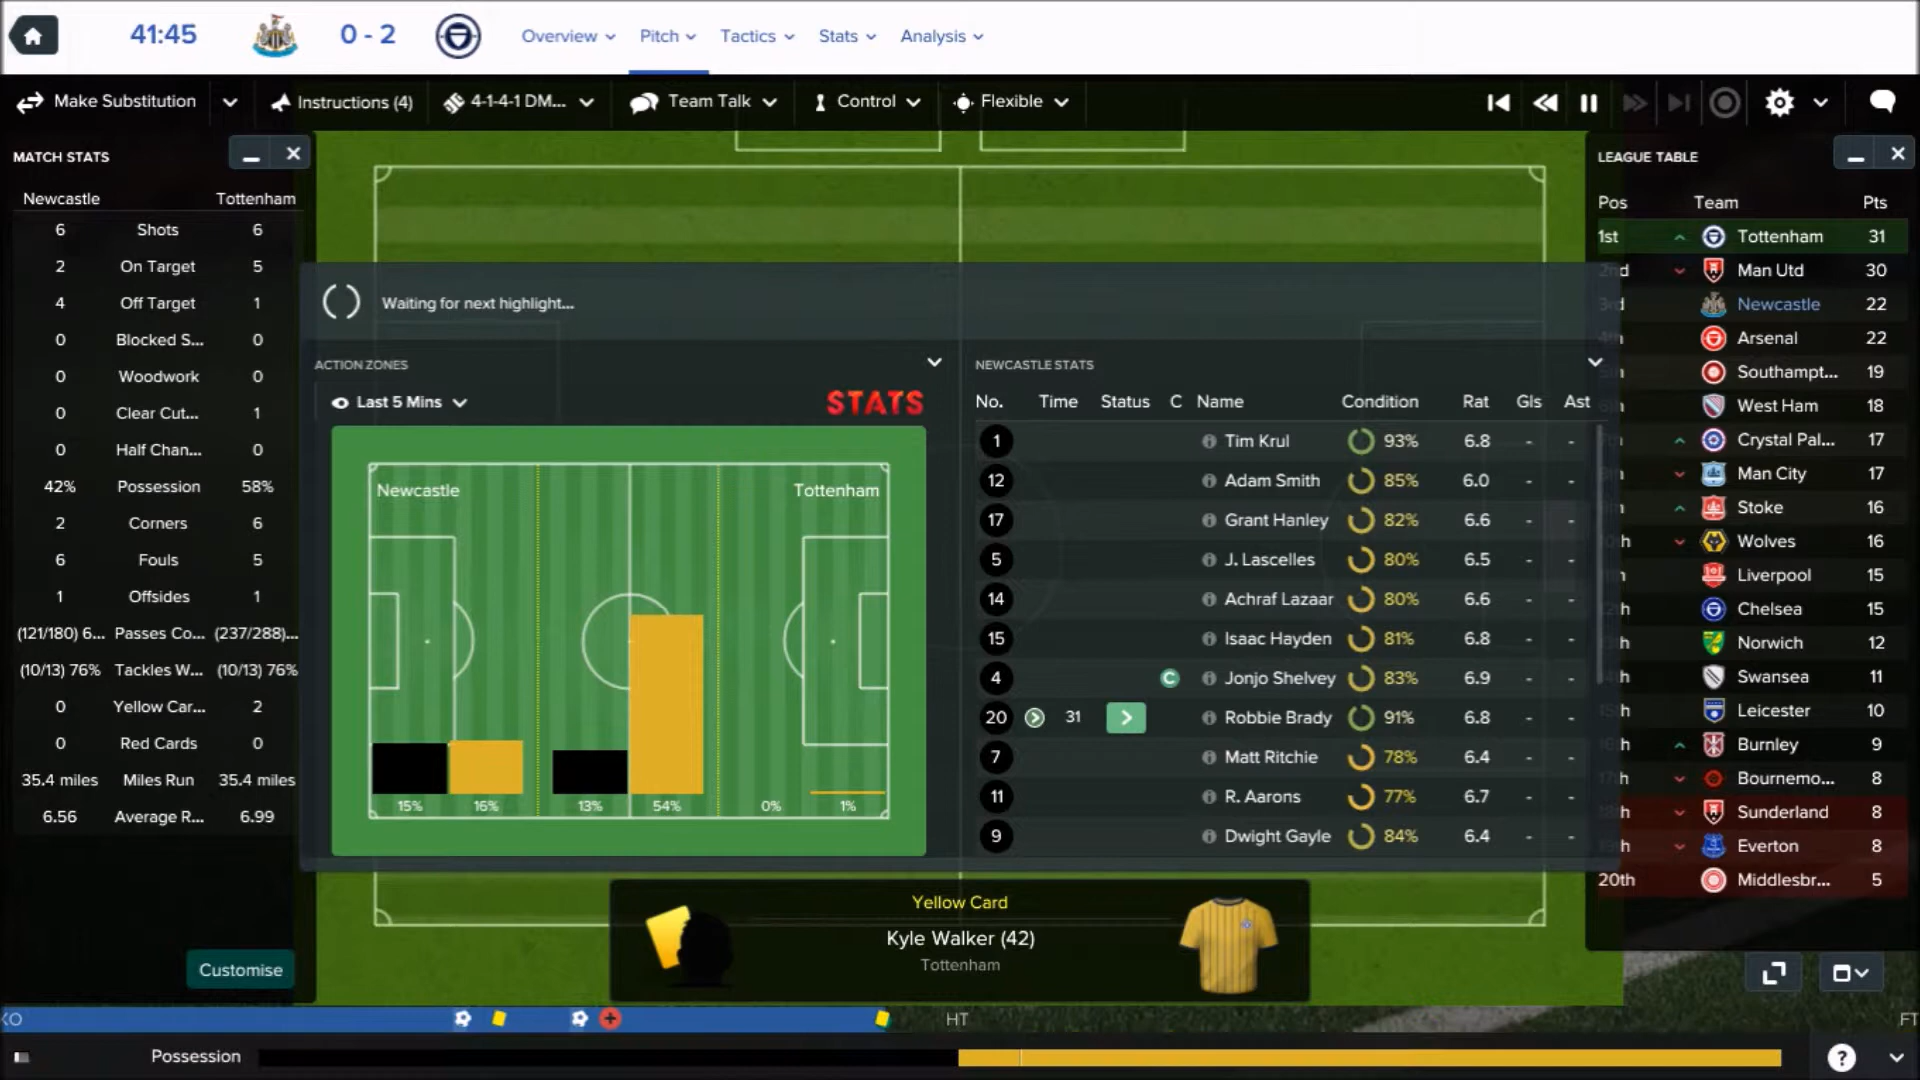 41:45 0 - 2 Overview Pitch Tactics Stats Analysis
Make Substitution Instructions (4) 4-1-4-1 DM... Team Talk Control Flexible
MATCH STATS
Newcastle Tottenham
6 Shots 6
2 On Target 5
4 Off Target 1
0 Blocked S... 0
0 Woodwork 0
0 Clear Cut... 1
0 Half Chan... 0
42% Possession 58%
2 Corners 6
6 Fouls 5
1 Offsides 1
(121/180) 6... Passes Co... (237/288)...
(10/13) 76% Tackles W... (10/13) 76%
0 Yellow Car... 2
0 Red Cards 0
35.4 miles Miles Run 35.4 miles
6.56 Average R... 6.99
Customise
Waiting for next highlight...
ACTION ZONES
Last 5 Mins STATS
Newcastle Tottenham
15% 16% 13% 54% 0% 1%
NEWCASTLE STATS
No. Time Status C Name Condition Rat Gls Ast
1 Tim Krul 93% 6.8 - -
12 Adam Smith 85% 6.0 - -
17 Grant Hanley 82% 6.6 - -
5 J. Lascelles 80% 6.5 - -
14 Achraf Lazaar 80% 6.6 - -
15 Isaac Hayden 81% 6.8 - -
4 C Jonjo Shelvey 83% 6.9 - -
20 31 Robbie Brady 91% 6.8 - -
7 Matt Ritchie 78% 6.4 - -
11 R. Aarons 77% 6.7 - -
9 Dwight Gayle 84% 6.4 - -
LEAGUE TABLE
Pos Team Pts
1st Tottenham 31
Man Utd 30
Newcastle 22
Arsenal 22
Southampt... 19
West Ham 18
Crystal Pal... 17
Man City 17
Stoke 16
Wolves 16
Liverpool 15
Chelsea 15
Norwich 12
Swansea 11
Leicester 10
Burnley 9
Bournemo... 8
Sunderland 8
Everton 8
20th Middlesbr... 5
Yellow Card
Kyle Walker (42)
Tottenham
KO HT FT
Possession ?